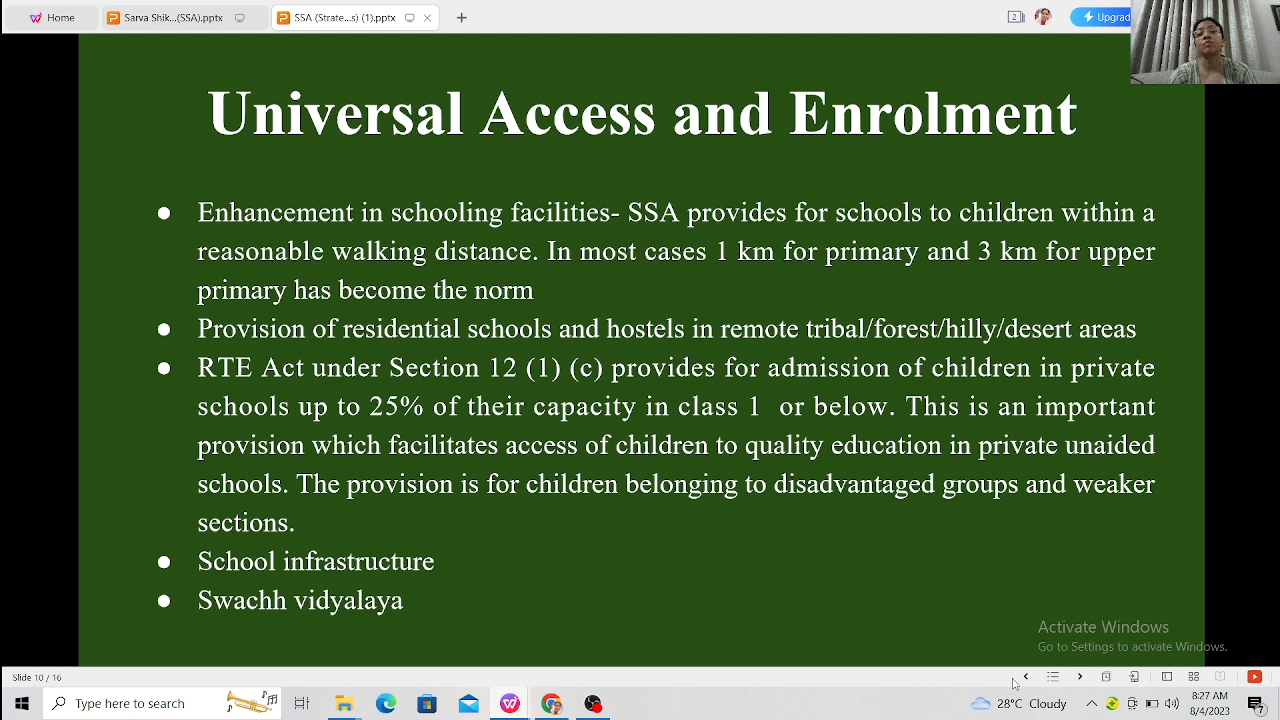 Home
Sarva Shik...(SSA).pptx
SSA (Strate...s) (1).pptx
2
Upgrad
Universal Access and Enrolment
● Enhancement in schooling facilities- SSA provides for schools to children within a
reasonable walking distance. In most cases 1 km for primary and 3 km for upper
primary has become the norm
● Provision of residential schools and hostels in remote tribal/forest/hilly/desert areas
● RTE Act under Section 12 (1) (c) provides for admission of children in private
schools up to 25% of their capacity in class 1 or below. This is an important
provision which facilitates access of children to quality education in private unaided
schools. The provision is for children belonging to disadvantaged groups and weaker
sections.
● School infrastructure
● Swachh vidyalaya
Activate Windows
Go to Settings to activate Windows.
Slide 10 / 16
Type here to search
28°C Cloudy
8:27 AM
8/4/2023
7